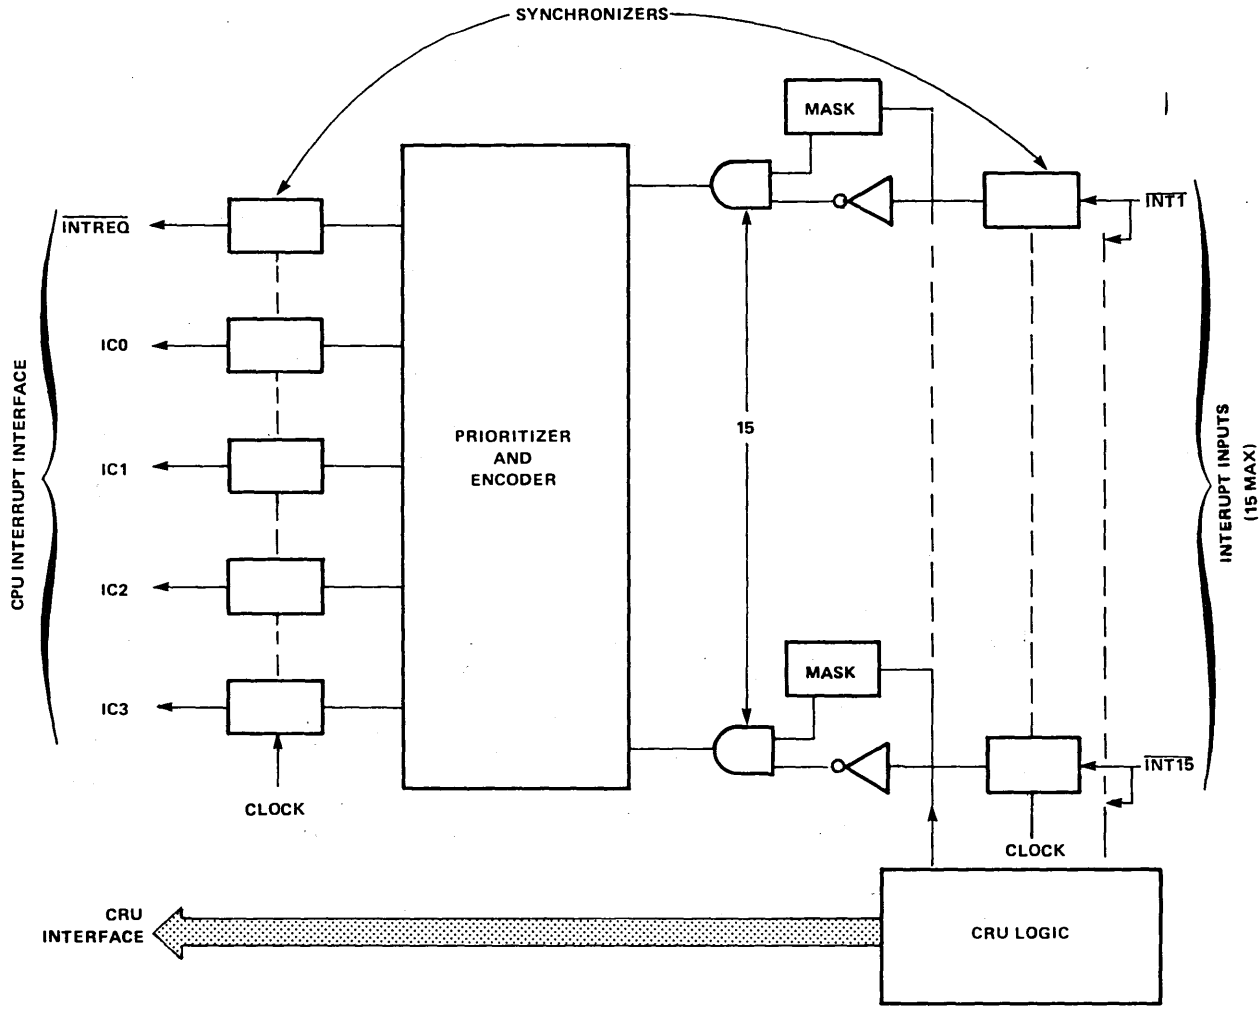 SYNCHRONIZERS
MASK
INTREQ
INT1
IC0
CPU INTERRUPT INTERFACE
PRIORITIZER
AND
ENCODER
15
INTERUPT INPUTS
(15 MAX)
IC1
IC2
MASK
IC3
INT15
CLOCK
CLOCK
CRU
INTERFACE
CRU LOGIC